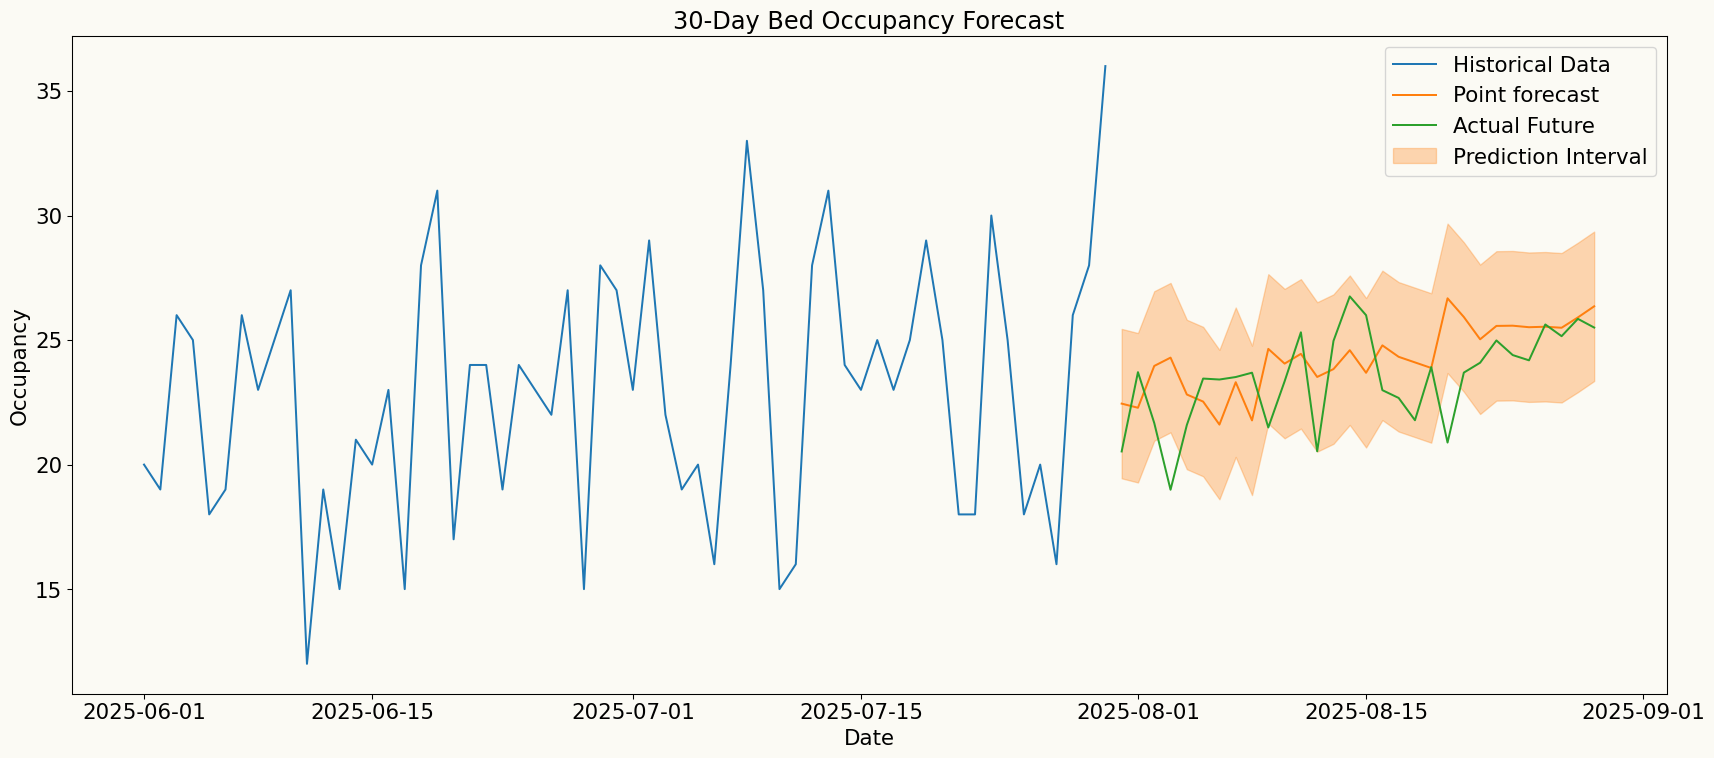 30-Day Bed Occupancy Forecast
Historical Data
Point forecast
Actual Future
Prediction Interval
Occupancy
35
30
25
20
15
2025-06-01
2025-06-15
2025-07-01
2025-07-15
2025-08-01
2025-08-15
2025-09-01
Date